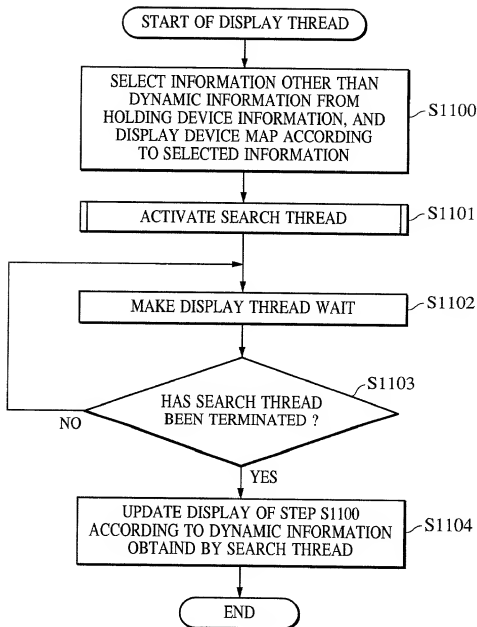 START OF DISPLAY THREAD
SELECT INFORMATION OTHER THAN
DYNAMIC INFORMATION FROM
HOLDING DEVICE INFORMATION, AND
DISPLAY DEVICE MAP ACCORDING
TO SELECTED INFORMATION
S1100
ACTIVATE SEARCH THREAD
S1101
MAKE DISPLAY THREAD WAIT
S1102
S1103
HAS SEARCH THREAD
BEEN TERMINATED ?
NO
YES
UPDATE DISPLAY OF STEP S1100
ACCORDING TO DYNAMIC INFORMATION
OBTAIND BY SEARCH THREAD
S1104
END